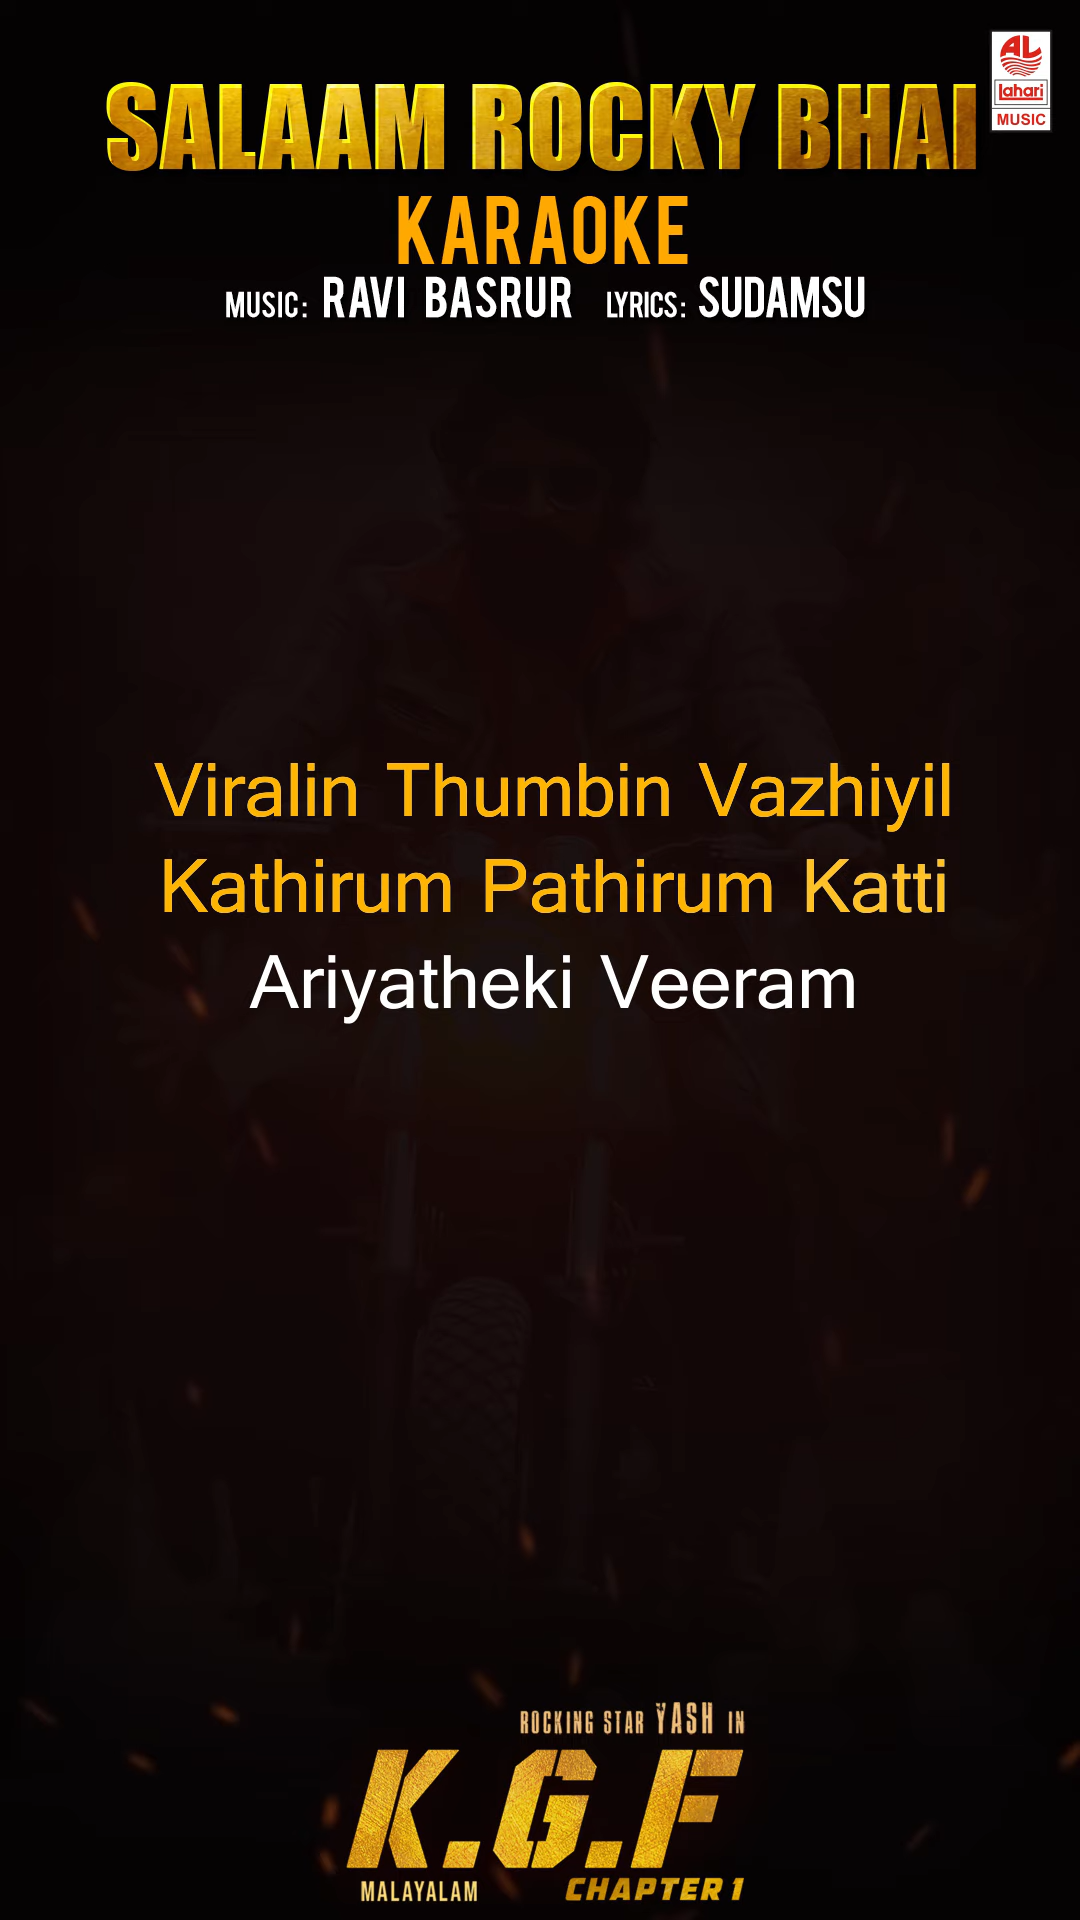 AL
lahari
MUSIC
SALAAM ROCKY BHAI
KARAOKE
MUSIC: RAVI BASRUR LYRICS: SUDAMSU
Viralin Thumbin Vazhiyil
Kathirum Pathirum Katti
Ariyatheki Veeram
ROCKING STAR YASH IN
K.G.F
MALAYALAM CHAPTER 1